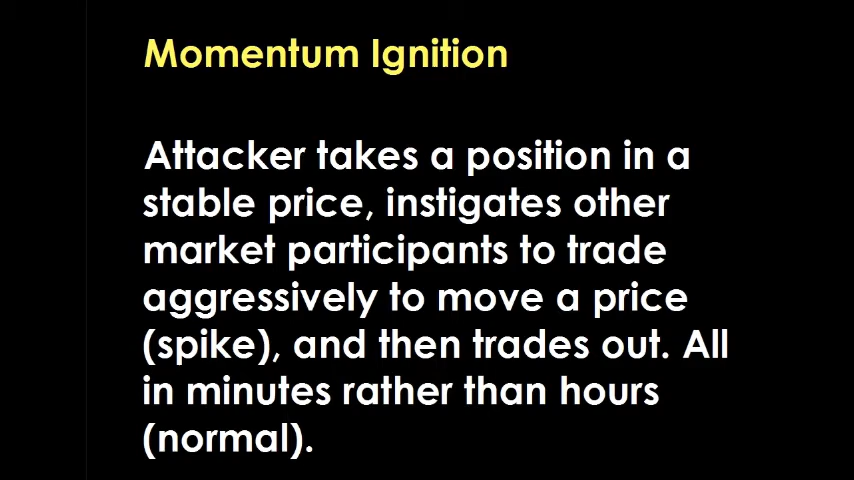 Momentum Ignition
Attacker takes a position in a
stable price, instigates other
market participants to trade
aggressively to move a price
(spike), and then trades out. All
in minutes rather than hours
(normal).